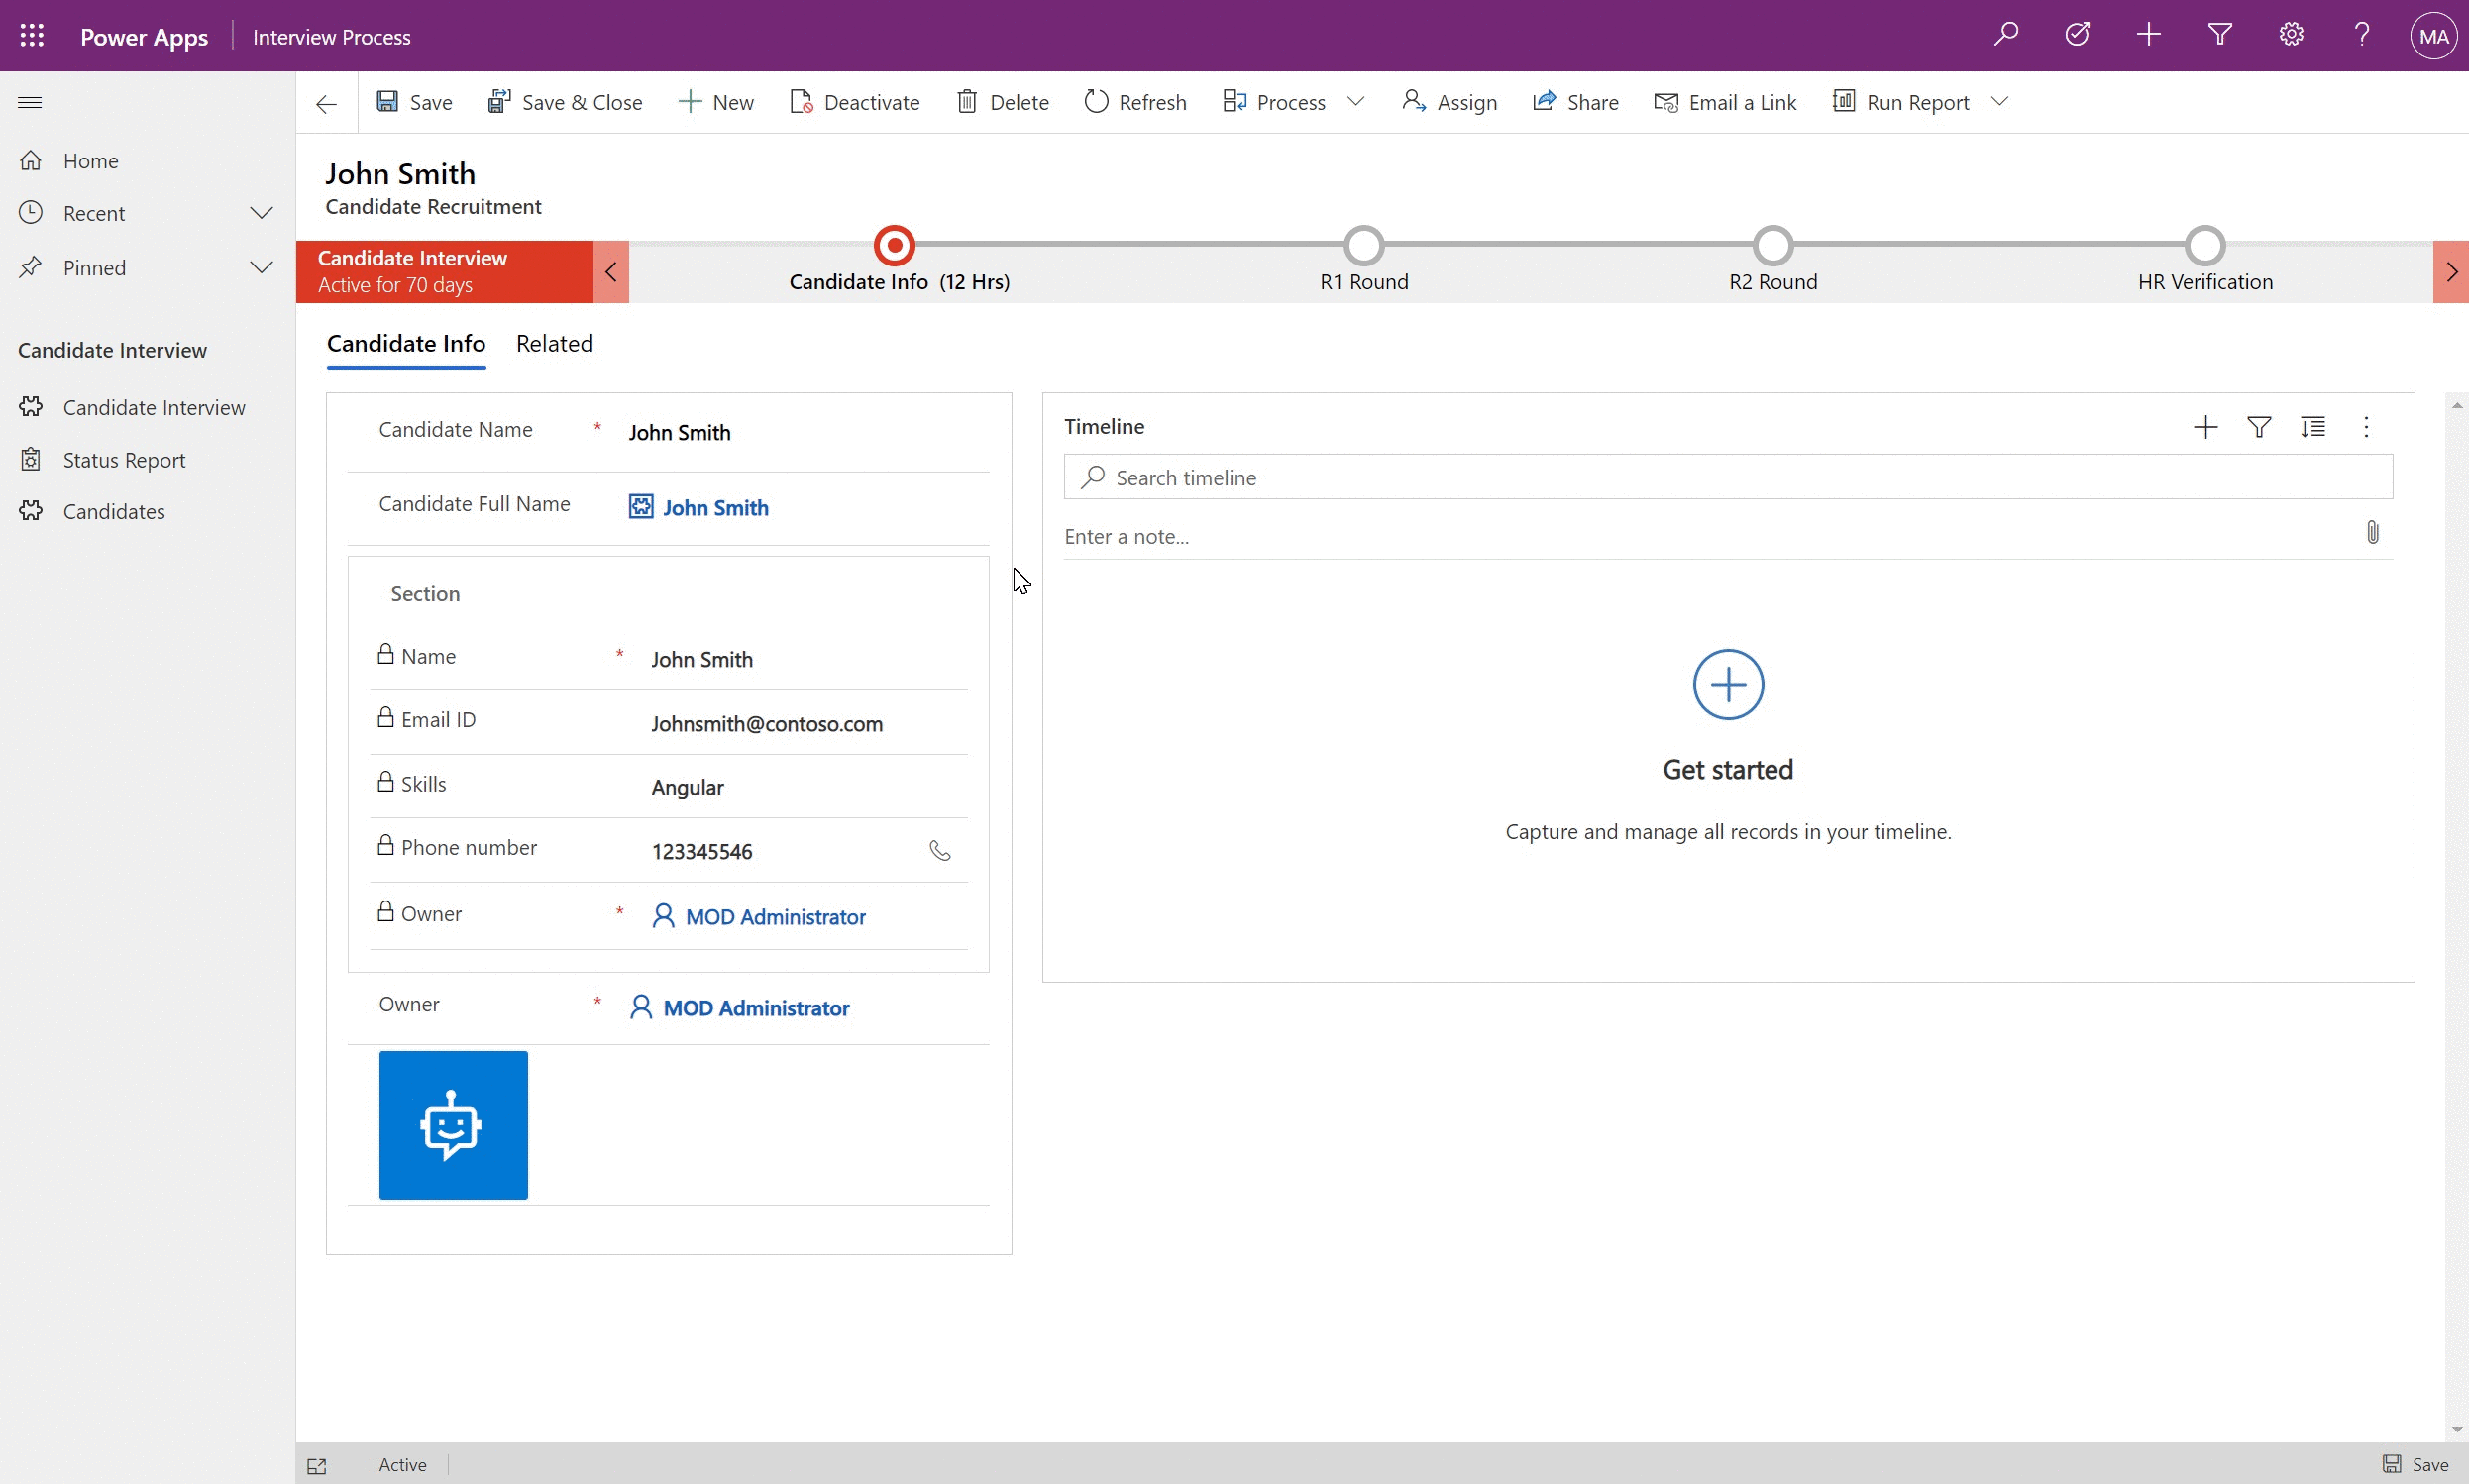 Power Apps
Interview Process
MA
Save
Save & Close
New
Deactivate
Delete
Refresh
Process
Assign
Share
Email a Link
Run Report
Home
Recent
Pinned
Candidate Interview
Candidate Interview
Status Report
Candidates
John Smith
Candidate Recruitment
Candidate Interview
Active for 70 days
Candidate Info (12 Hrs)
R1 Round
R2 Round
HR Verification
Candidate Info
Related
Candidate Name * John Smith
Candidate Full Name John Smith
Section
Name * John Smith
Email ID Johnsmith@contoso.com
Skills Angular
Phone number 123345546
Owner * MOD Administrator
Owner * MOD Administrator
Timeline
Search timeline
Enter a note...
Get started
Capture and manage all records in your timeline.
Active
Save